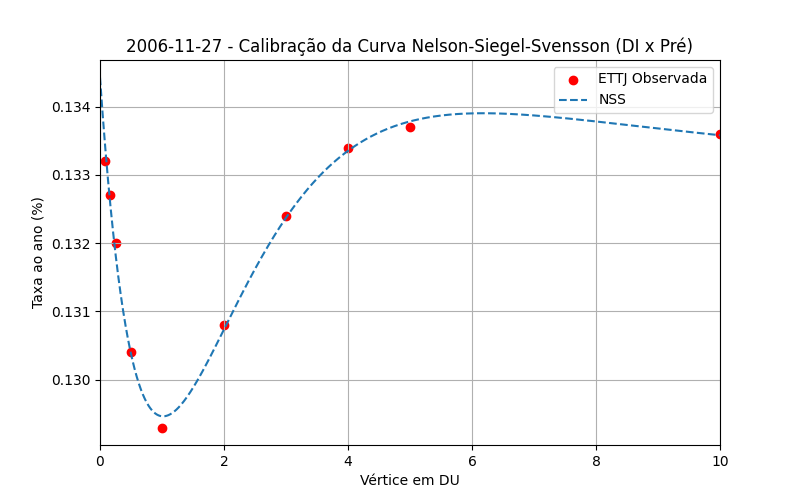 2006-11-27 - Calibração da Curva Nelson-Siegel-Svensson (DI x Pré)
ETTJ Observada
NSS
Taxa ao ano (%)
0.134
0.133
0.132
0.131
0.130
0 2 4 6 8 10
Vértice em DU